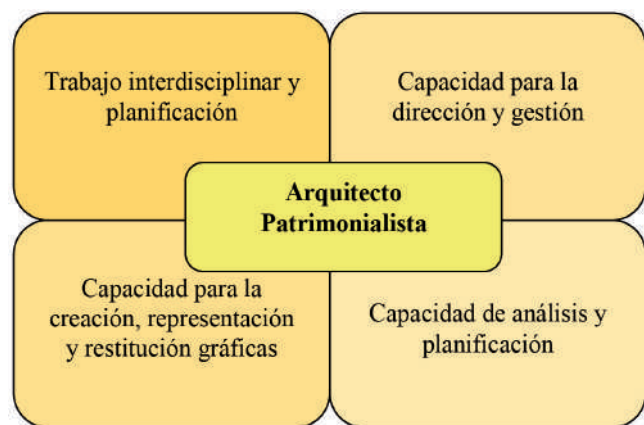 Trabajo interdisciplinar y
planificación
Capacidad para la
dirección y gestión
Arquitecto
Patrimonialista
Capacidad para la
creación, representación
y restitución gráficas
Capacidad de análisis y
planificación